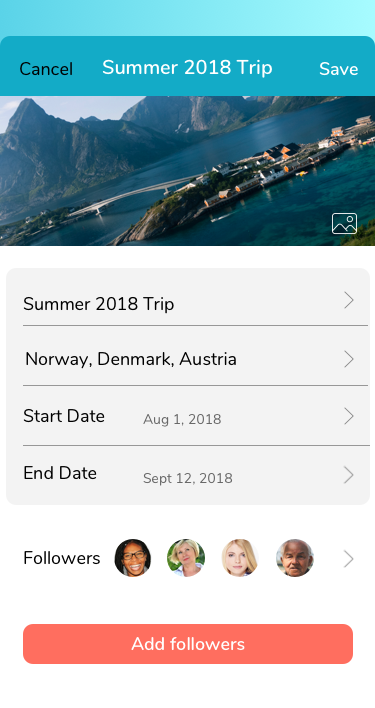 Cancel Summer 2018 Trip Save
Summer 2018 Trip
Norway, Denmark, Austria
Start Date Aug 1, 2018
End Date Sept 12, 2018
Followers
Add followers